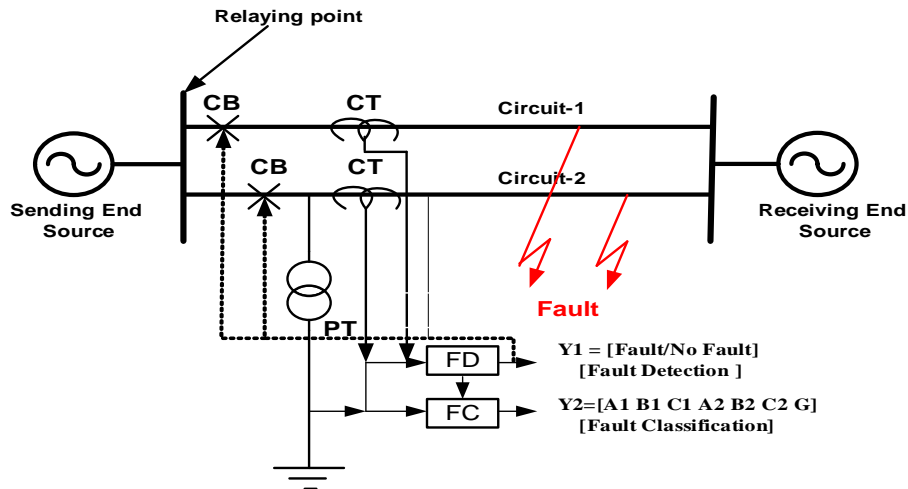 Relaying point
CB
CT
Circuit-1
CB
CT
Circuit-2
Sending End
Source
Receiving End
Source
Fault
PT
FD
Y1 = [Fault/No Fault]
[Fault Detection ]
FC
Y2=[A1 B1 C1 A2 B2 C2 G]
[Fault Classification]